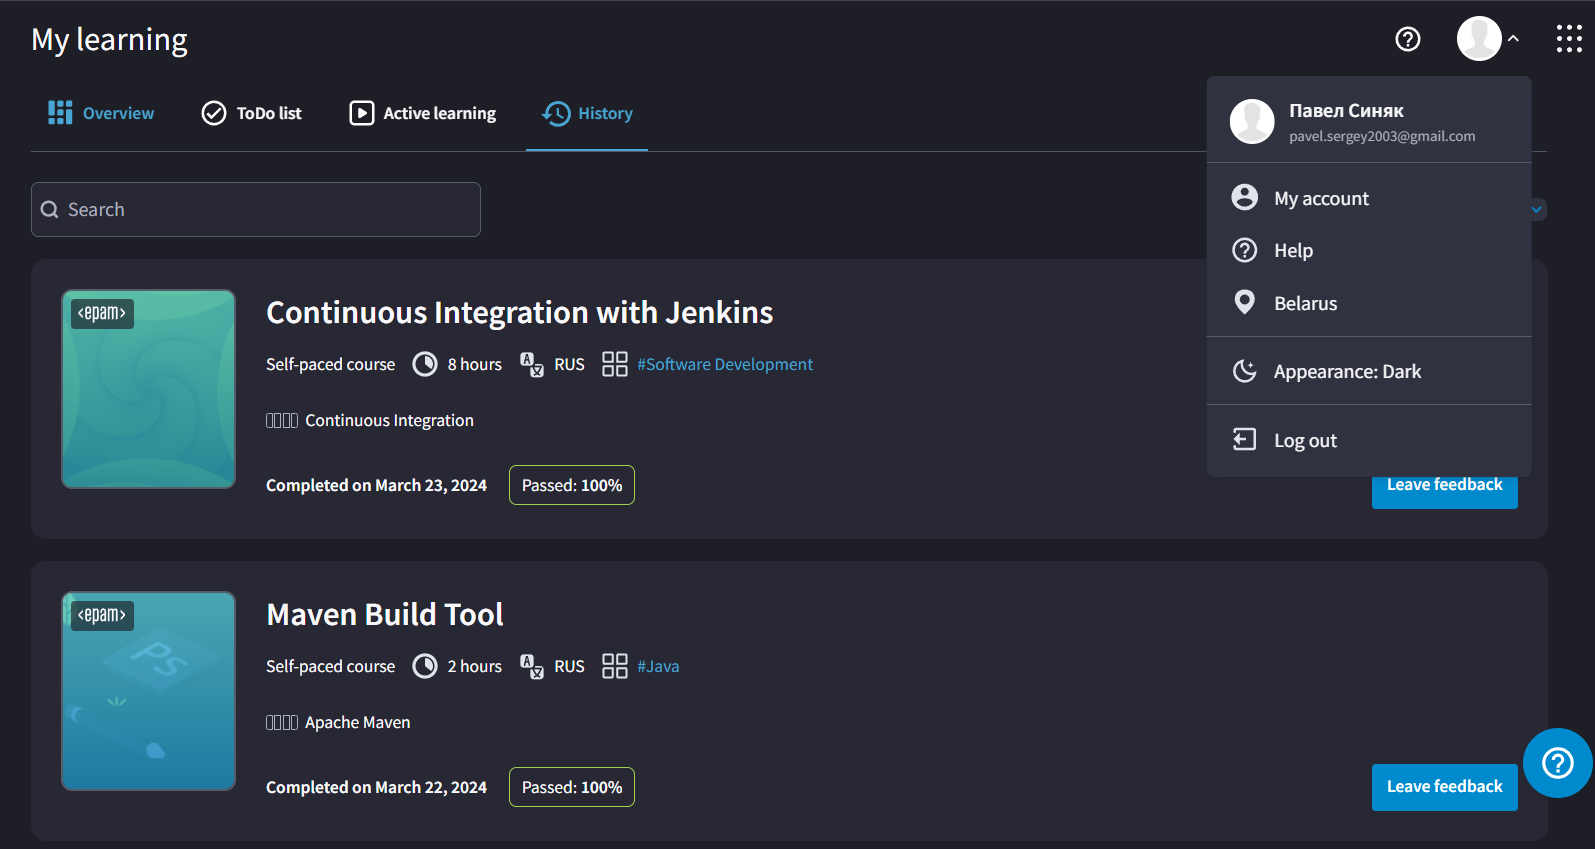 My learning
Overview
ToDo list
Active learning
History
Павел Синяк
pavel.sergey2003@gmail.com
My account
Help
Belarus
Appearance: Dark
Log out
Search
<epam>
Continuous Integration with Jenkins
Self-paced course 8 hours RUS #Software Development
Continuous Integration
Completed on March 23, 2024 Passed: 100%
Leave feedback
<epam>
PS
Maven Build Tool
Self-paced course 2 hours RUS #Java
Apache Maven
Completed on March 22, 2024 Passed: 100%
Leave feedback